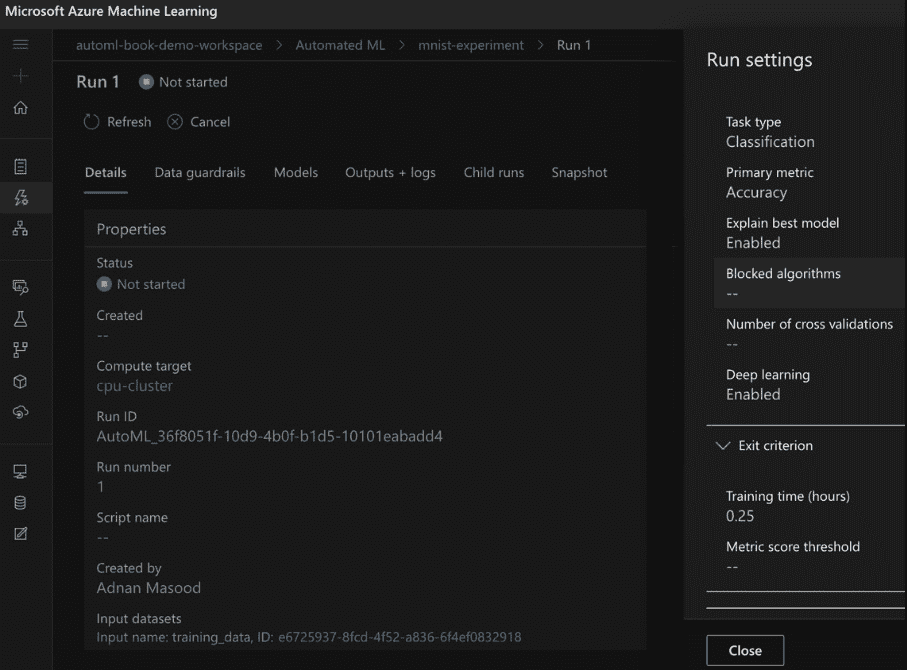 Microsoft Azure Machine Learning
automl-book-demo-workspace > Automated ML > mnist-experiment > Run 1
Run 1 Not started
Refresh Cancel
Details Data guardrails Models Outputs + logs Child runs Snapshot
Properties
Status
Not started
Created
--
Compute target
cpu-cluster
Run ID
AutoML_36f8051f-10d9-4b0f-b1d5-10101eabadd4
Run number
1
Script name
--
Created by
Adnan Masood
Input datasets
Input name: training_data, ID: e6725937-8fcd-4f52-a836-6f4ef0832918
Run settings
Task type
Classification
Primary metric
Accuracy
Explain best model
Enabled
Blocked algorithms
--
Number of cross validations
--
Deep learning
Enabled
Exit criterion
Training time (hours)
0.25
Metric score threshold
--
Close